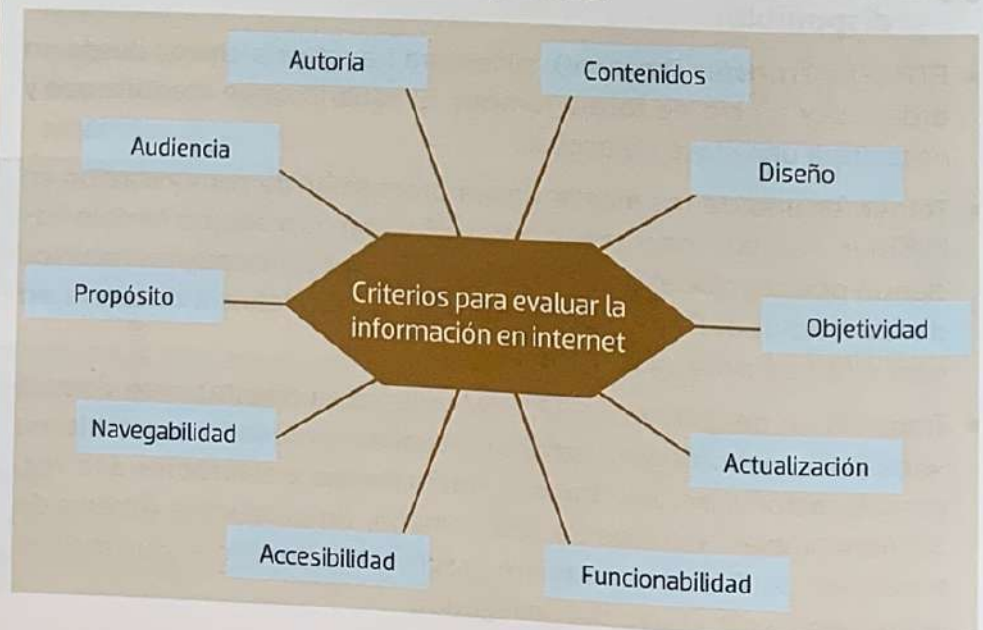 Autoría
Contenidos
Audiencia
Diseño
Propósito
Criterios para evaluar la
información en internet
Objetividad
Navegabilidad
Actualización
Accesibilidad
Funcionabilidad